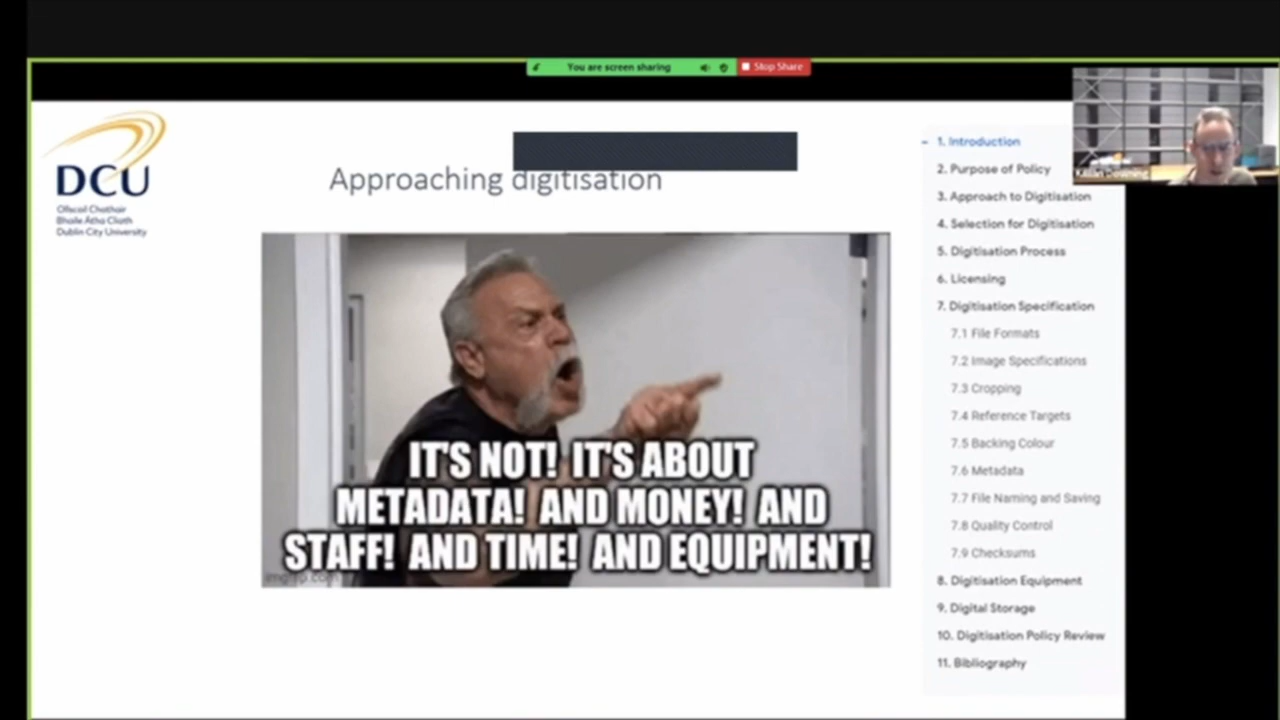 You are screen sharing
Stop Share
DCU
Ollscoil Chathair
Bhaile Átha Cliath
Dublin City University
Approaching digitisation
IT'S NOT! IT'S ABOUT
METADATA! AND MONEY! AND
STAFF! AND TIME! AND EQUIPMENT!
imgflip.com
1. Introduction
2. Purpose of Policy
3. Approach to Digitisation
4. Selection for Digitisation
5. Digitisation Process
6. Licensing
7. Digitisation Specification
7.1 File Formats
7.2 Image Specifications
7.3 Cropping
7.4 Reference Targets
7.5 Backing Colour
7.6 Metadata
7.7 File Naming and Saving
7.8 Quality Control
7.9 Checksums
8. Digitisation Equipment
9. Digital Storage
10. Digitisation Policy Review
11. Bibliography